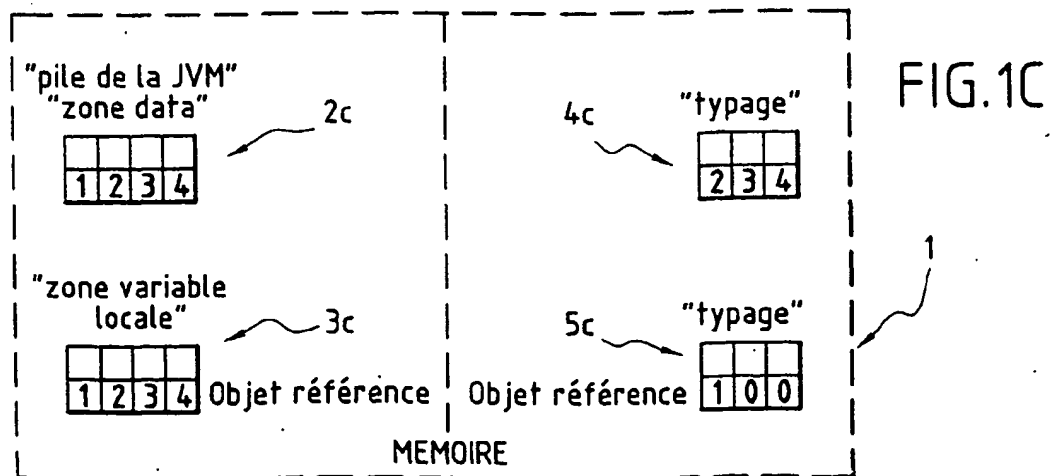 "pile de la JVM"
"zone data"
2c
4c
"typage"
FIG.1C
1 2 3 4
2 3 4
"zone variable
locale"
3c
5c
"typage"
1
1 2 3 4 Objet référence
Objet référence 1 0 0
MEMOIRE